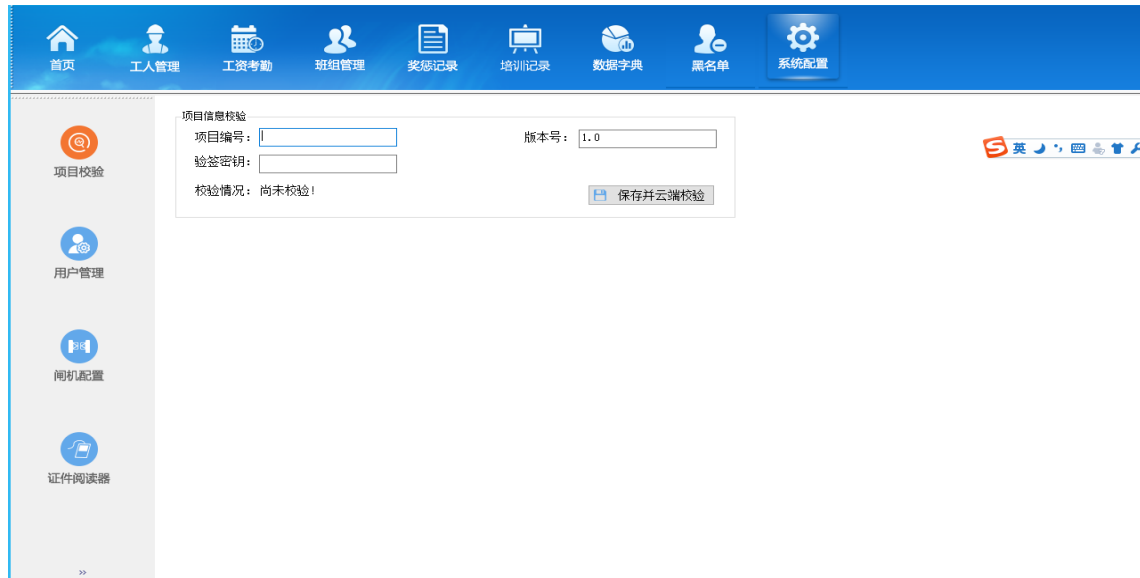 首页 工人管理 工资考勤 班组管理 奖惩记录 培训记录 数据字典 黑名单 系统配置
项目信息校验
项目编号： 版本号： 1.0
英
验签密钥：
项目校验
校验情况： 尚未校验！ 保存并云端校验
用户管理
闸机配置
证件阅读器
»